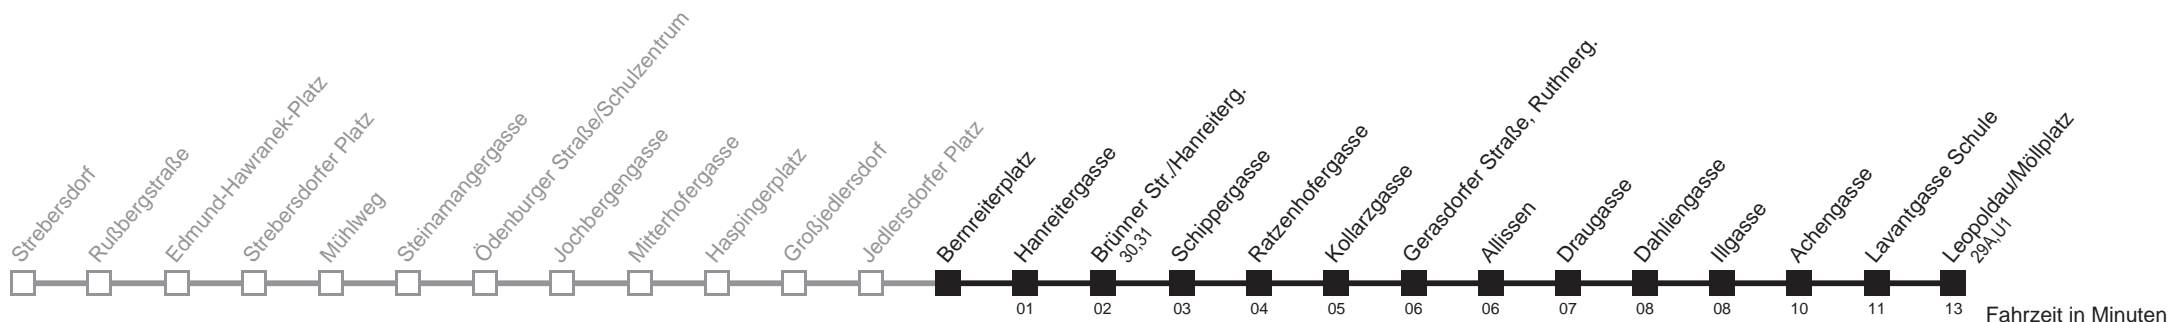 Strebersdorf
Rußbergstraße
Edmund-Hawranek-Platz
Strebersdorfer Platz
Mühlweg
Steinamangergasse
Ödenburger Straße/Schulzentrum
Jochbergengasse
Mitterhofergasse
Haspingerplatz
Großjedlersdorf
Jedlersdorfer Platz
Bernreiterplatz
Hanreitergasse
Brünner Str./Hanreiterg.
30,31
Schippergasse
Ratzenhofergasse
Kollarzgasse
Gerasdorfer Straße, Ruthnerg.
Allissen
Draugasse
Dahliengasse
Illgasse
Achengasse
Lavantgasse Schule
Leopoldau/Möllplatz
29A,U1
01 02 03 04 05 06 06 07 08 08 10 11 13 Fahrzeit in Minuten